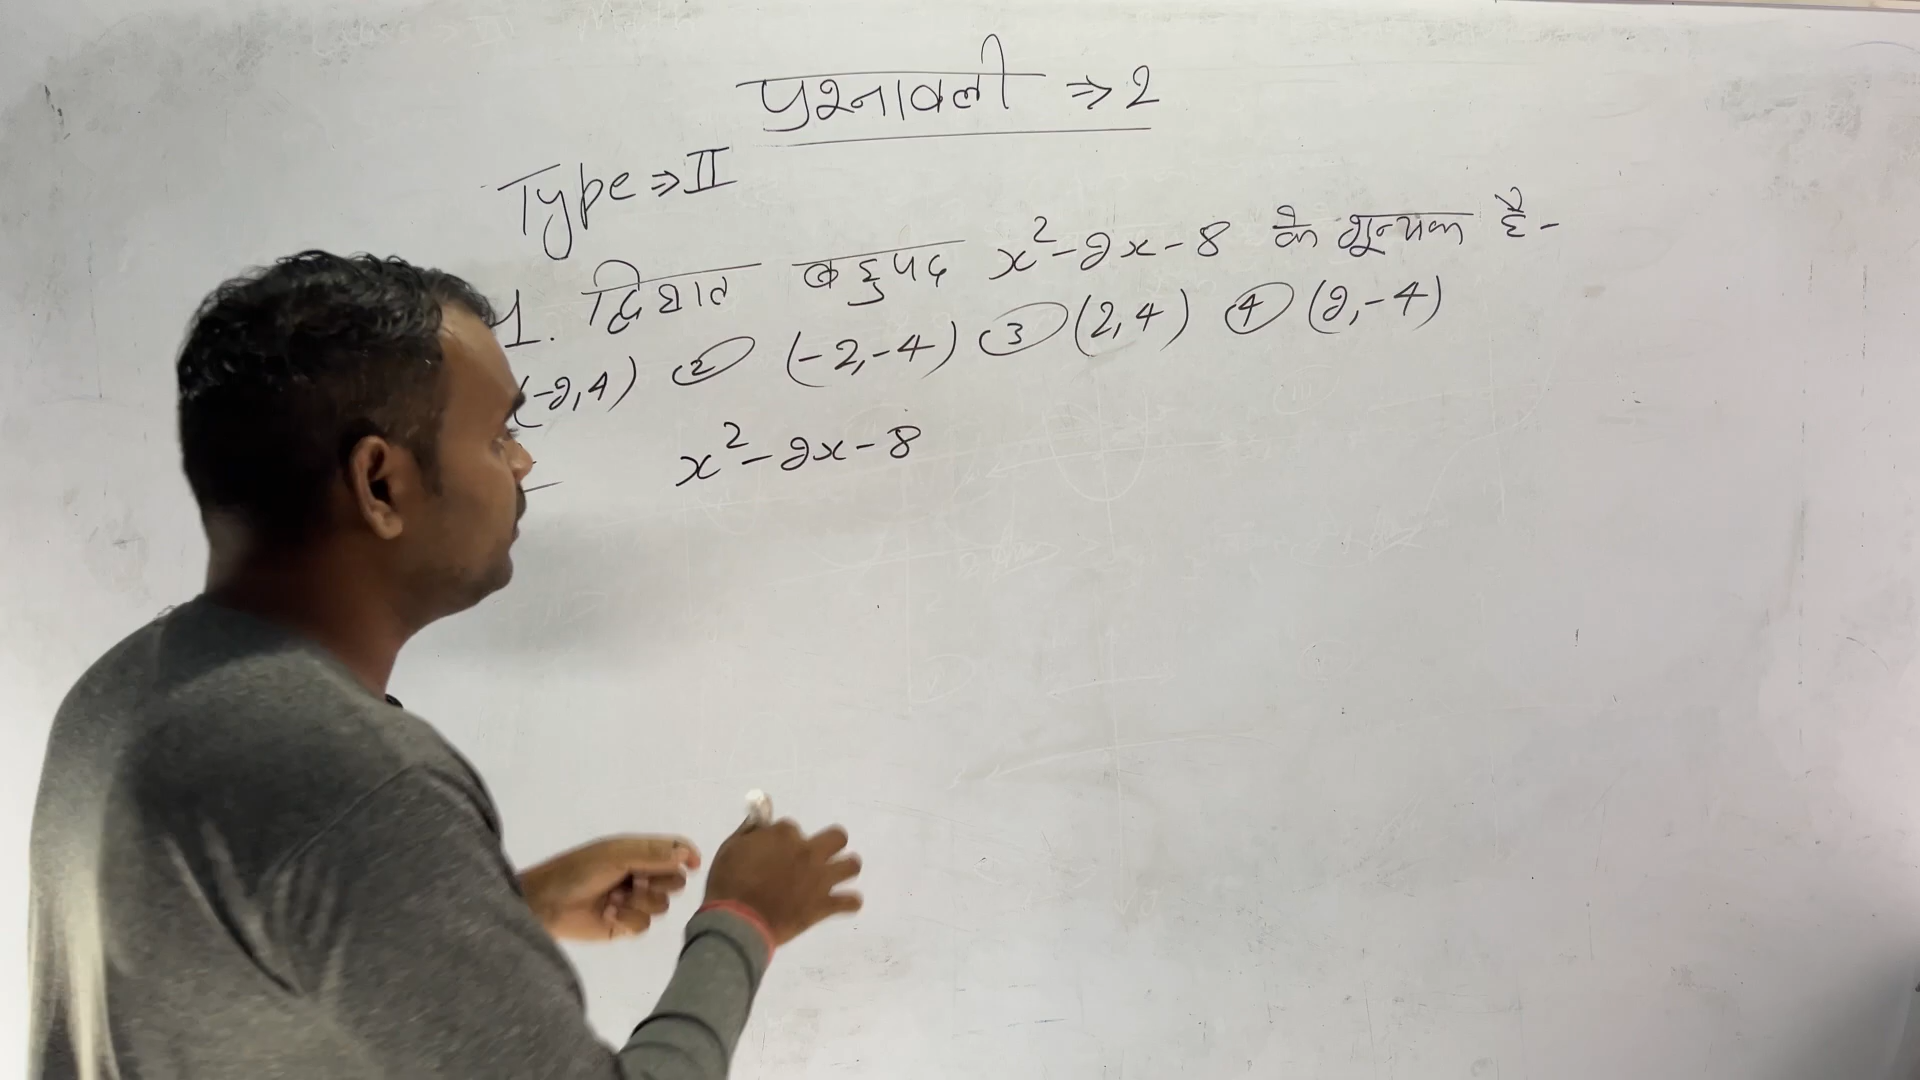 प्रश्नावली ⇒ 2
Type ⇒ II
1. द्विघात बहुपद x² - 2x - 8 के शून्यक है -
(-2, 4) ② (-2, -4) ③ (2, 4) ④ (2, -4)
x² - 2x - 8